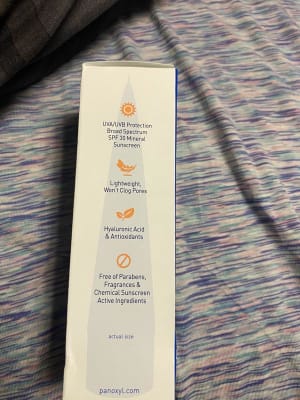 UVA/UVB Protection
Broad Spectrum
SPF 30 Mineral
Sunscreen
Lightweight,
Won't Clog Pores
Hyaluronic Acid
& Antioxidants
Free of Parabens,
Fragrances &
Chemical Sunscreen
Active Ingredients
actual size
panoxyl.com